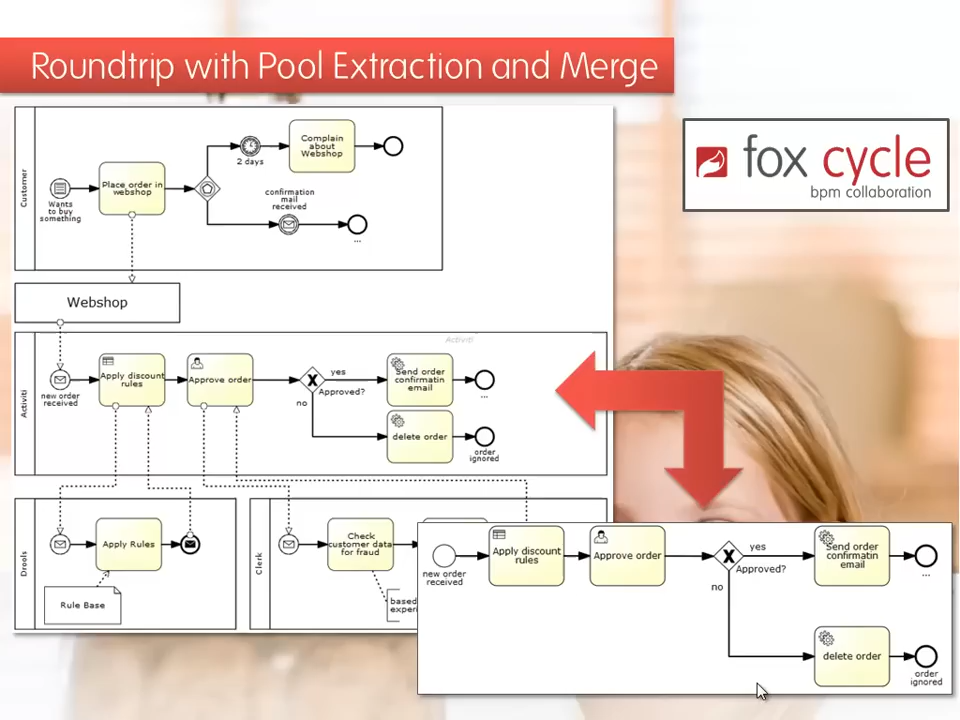 Roundtrip with Pool Extraction and Merge
fox cycle
bpm collaboration
Customer
Wants
to buy
something
Place order in
webshop
2 days
Complain
about
Webshop
confirmation
mail
received
...
Webshop
Activiti
Activiti
new order
received
Apply discount
rules
Approve order
yes
Approved?
no
Send order
confirmatin
email
...
delete order
order
ignored
Drools
Apply Rules
Rule Base
Clerk
Check
customer data
for fraud
based
experi
new order
received
Apply discount
rules
Approve order
yes
Approved?
no
Send order
confirmatin
email
...
delete order
order
ignored